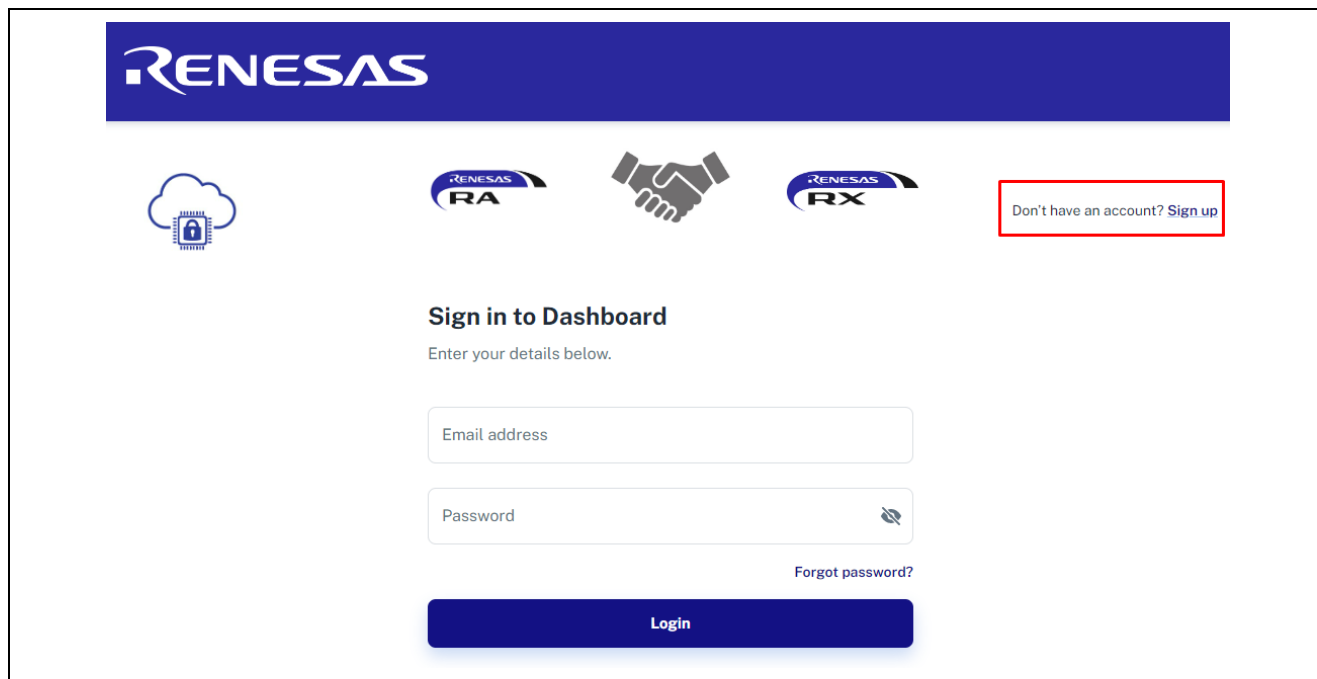 RENESAS
RENESAS
RA
RENESAS
RX
Don't have an account? Sign up
Sign in to Dashboard
Enter your details below.
Email address
Password
Forgot password?
Login